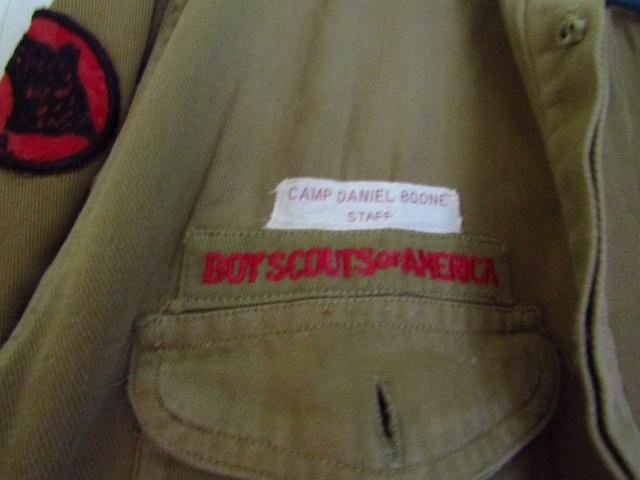 CAMP DANIEL BOONE
STAFF
BOY SCOUTS OF AMERICA